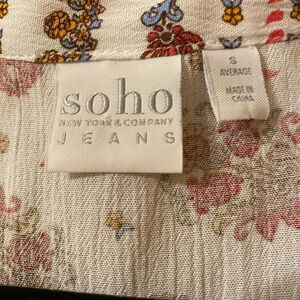 soho
NEW YORK & COMPANY
JEANS
S
AVERAGE
MADE IN
CHINA